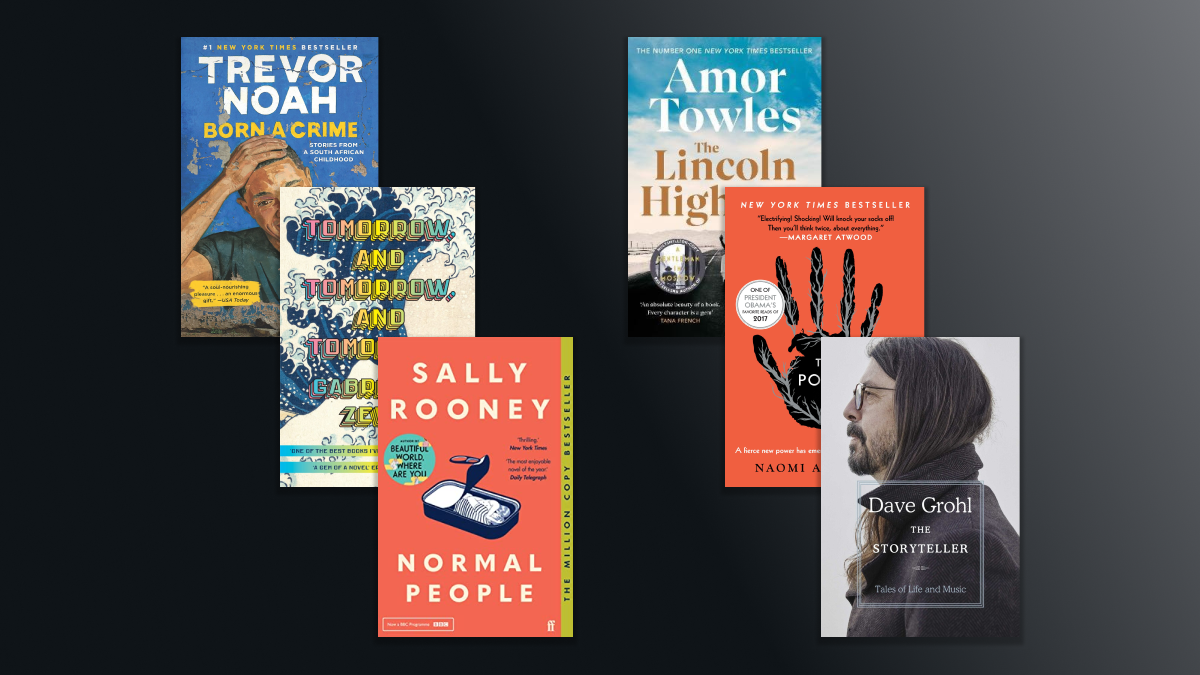 #1 NEW YORK TIMES BESTSELLER
TREVOR
NOAH
BORN A CRIME
STORIES FROM
A SOUTH AFRICAN
CHILDHOOD
"A soul-nourishing
pleasure . . . an enormous
gift." —USA Today
TOMORROW,
AND
TOMORROW,
AND
TOMO
GABR
ZE
'ONE OF THE BEST BOOKS I'V
'A GEM OF A NOVEL'
SALLY
ROONEY
AUTHOR OF
BEAUTIFUL
WORLD,
WHERE
ARE YOU
'Thrilling.'
New York Times
'The most enjoyable
novel of the year.'
Daily Telegraph
NORMAL
PEOPLE
Now a BBC Programme BBC
ff
THE MILLION COPY BESTSELLER
THE NUMBER ONE NEW YORK TIMES BESTSELLER
Amor
Towles
The
Lincoln
High
A
GENTLEMAN
IN
MOSCOW
'An absolute beauty of a book.
Every character is a gem'
TANA FRENCH
NEW YORK TIMES BESTSELLER
"Electrifying! Shocking! Will knock your socks off!
Then you'll think twice, about everything."
—MARGARET ATWOOD
ONE OF
PRESIDENT
OBAMA'S
FAVORITE READS OF
2017
T
PO
A fierce new power has eme
NAOMI A
Dave Grohl
THE
STORYTELLER
Tales of Life and Music